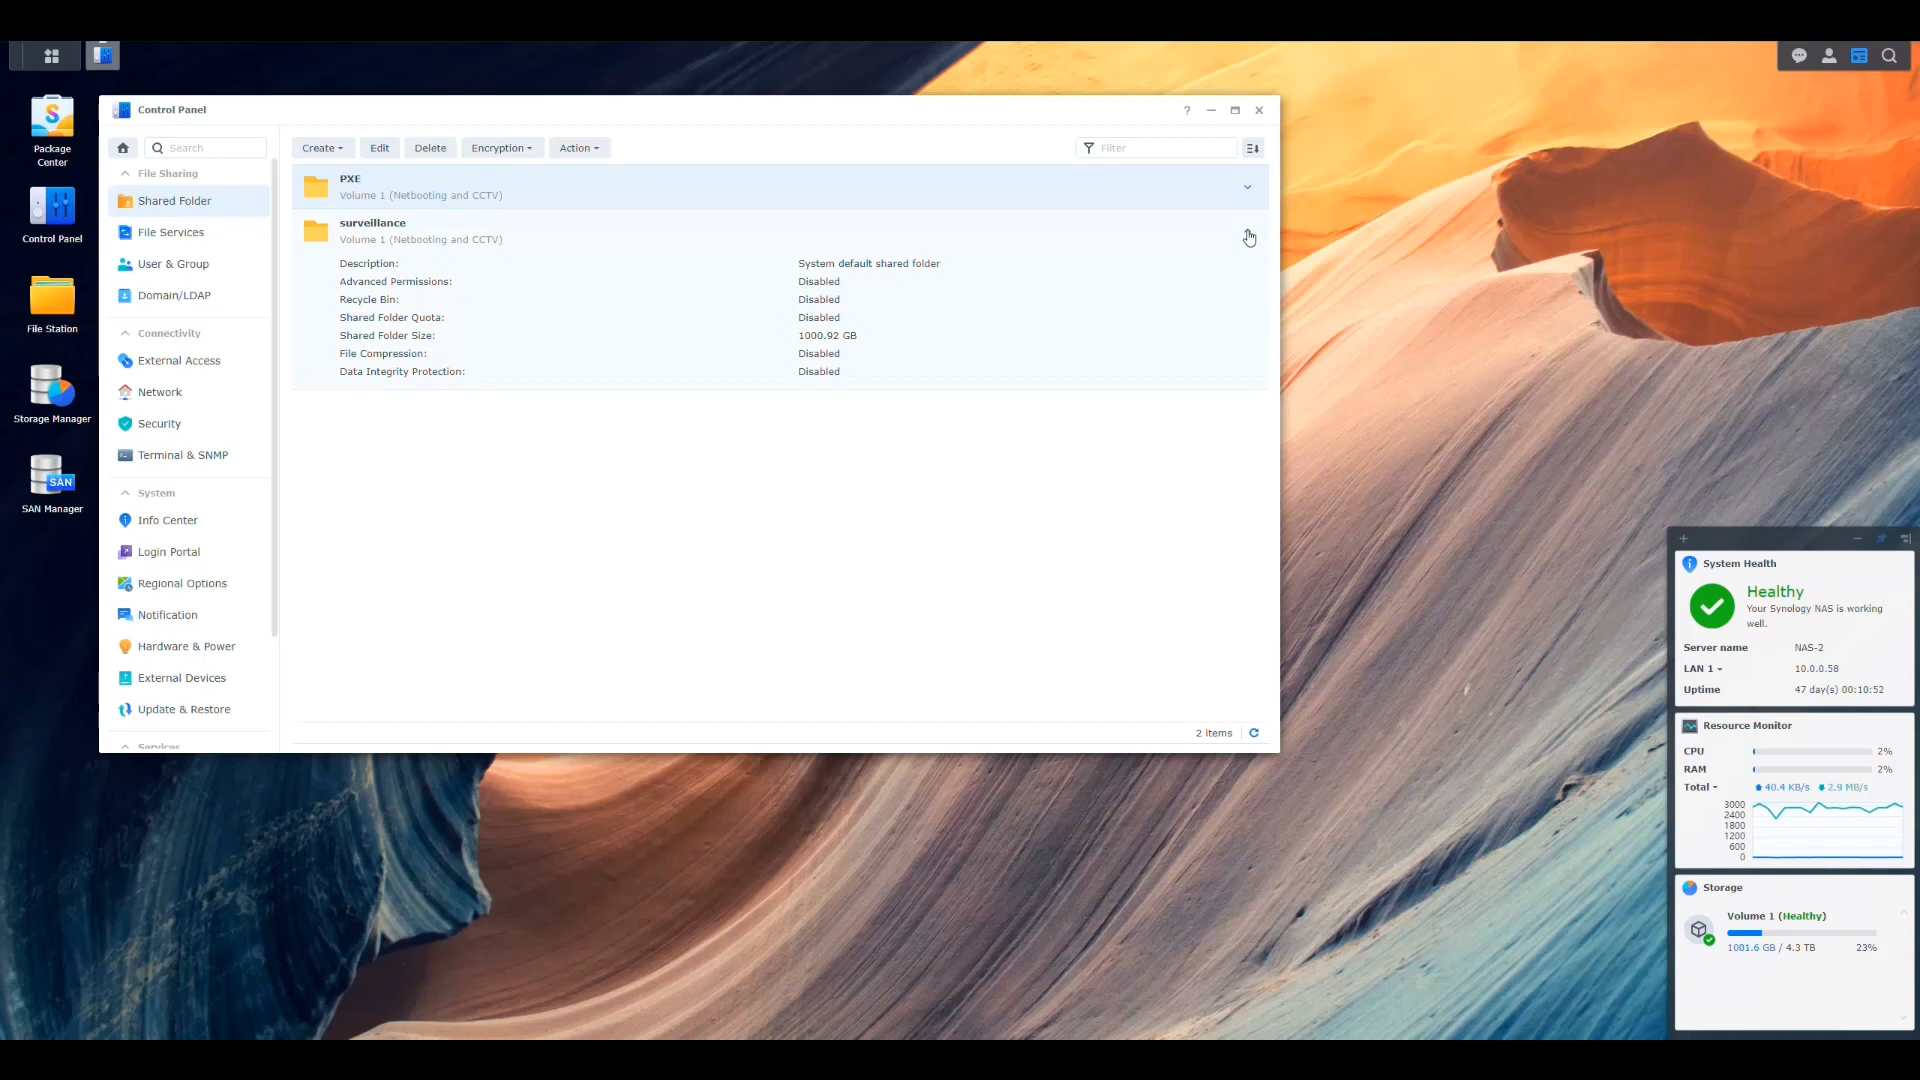 Control Panel
Package
Center
Control Panel
File Station
Storage Manager
SAN
SAN Manager
Search
File Sharing
Shared Folder
File Services
User & Group
Domain/LDAP
Connectivity
External Access
Network
Security
Terminal & SNMP
System
Info Center
Login Portal
Regional Options
Notification
Hardware & Power
External Devices
Update & Restore
Services
Create Edit Delete Encryption Action
Filter
PXE
Volume 1 (Netbooting and CCTV)
surveillance
Volume 1 (Netbooting and CCTV)
Description: System default shared folder
Advanced Permissions: Disabled
Recycle Bin: Disabled
Shared Folder Quota: Disabled
Shared Folder Size: 1000.92 GB
File Compression: Disabled
Data Integrity Protection: Disabled
2 items
System Health
Healthy
Your Synology NAS is working
well.
Server name NAS-2
LAN 1 10.0.0.58
Uptime 47 day(s) 00:10:52
Resource Monitor
CPU 2%
RAM 2%
Total 40.4 KB/s 2.9 MB/s
3000
2400
1800
1200
600
0
Storage
Volume 1 (Healthy)
1001.6 GB / 4.3 TB 23%